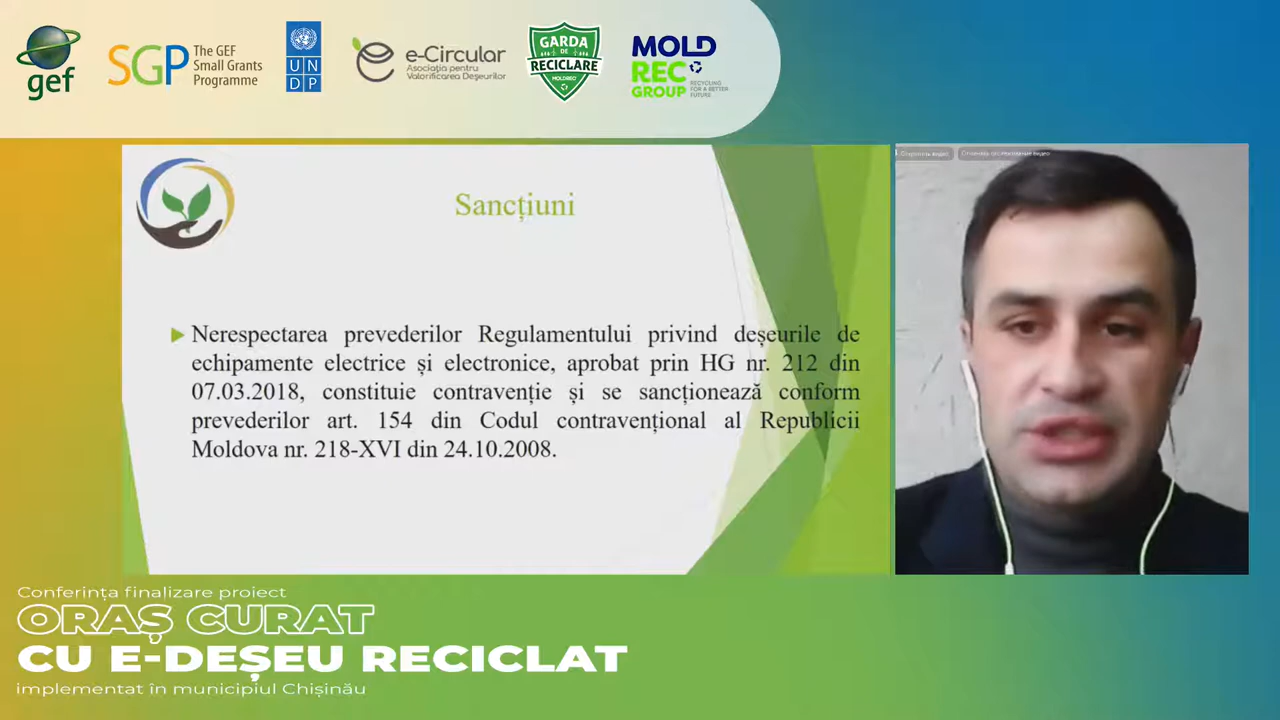 gef
SGP
The GEF
Small Grants
Programme
U N
D P
e-Circular
Asociația pentru
Valorificarea Deșeurilor
GARDA
DE
RECICLARE
MOLDREC
MOLD
REC
GROUP
RECYCLING
FOR A BETTER
FUTURE
Sancțiuni
Nerespectarea prevederilor Regulamentului privind deșeurile de
echipamente electrice și electronice, aprobat prin HG nr. 212 din
07.03.2018, constituie contravenție și se sancționează conform
prevederilor art. 154 din Codul contravențional al Republicii
Moldova nr. 218-XVI din 24.10.2008.
Conferința finalizare proiect
ORAȘ CURAT
CU E-DEȘEU RECICLAT
implementat în municipiul Chișinău